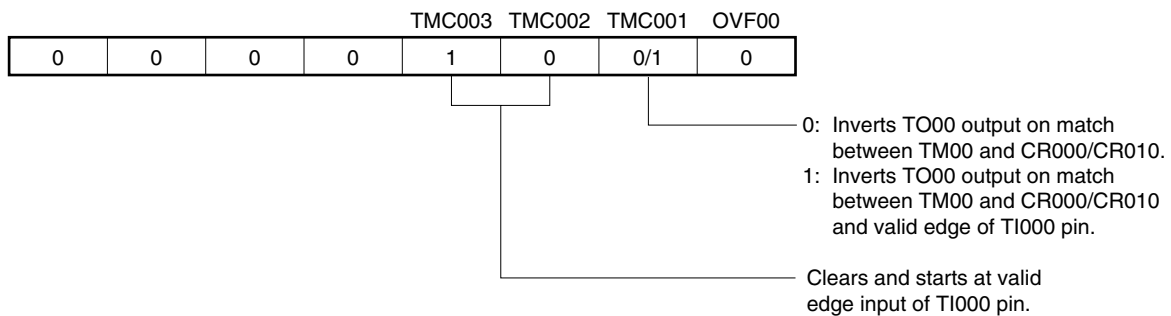 TMC003 TMC002 TMC001 OVF00
0 0 0 0 1 0 0/1 0
0: Inverts TO00 output on match
between TM00 and CR000/CR010.
1: Inverts TO00 output on match
between TM00 and CR000/CR010
and valid edge of TI000 pin.
Clears and starts at valid
edge input of TI000 pin.